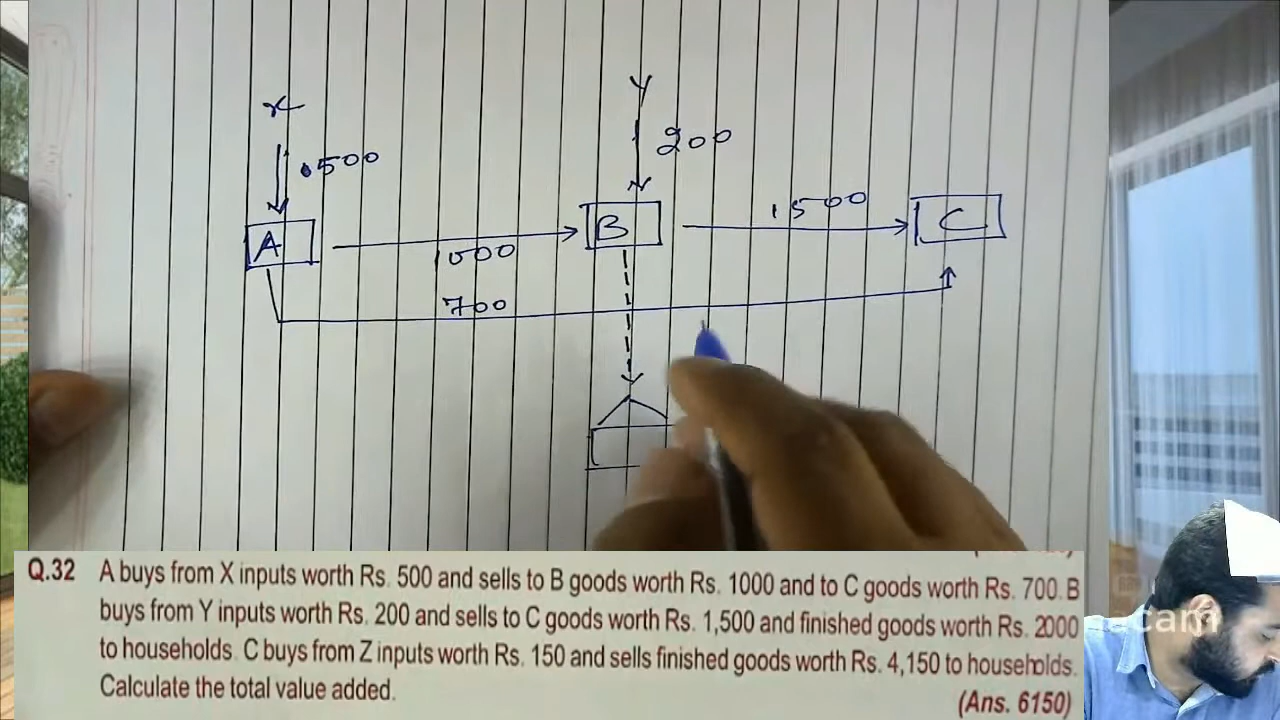 x
Y
.500
200
A
B
1500
C
1000
700
Q.32 A buys from X inputs worth Rs. 500 and sells to B goods worth Rs. 1000 and to C goods worth Rs. 700. B
buys from Y inputs worth Rs. 200 and sells to C goods worth Rs. 1,500 and finished goods worth Rs. 2000
to households. C buys from Z inputs worth Rs. 150 and sells finished goods worth Rs. 4,150 to households.
Calculate the total value added.
(Ans. 6150)